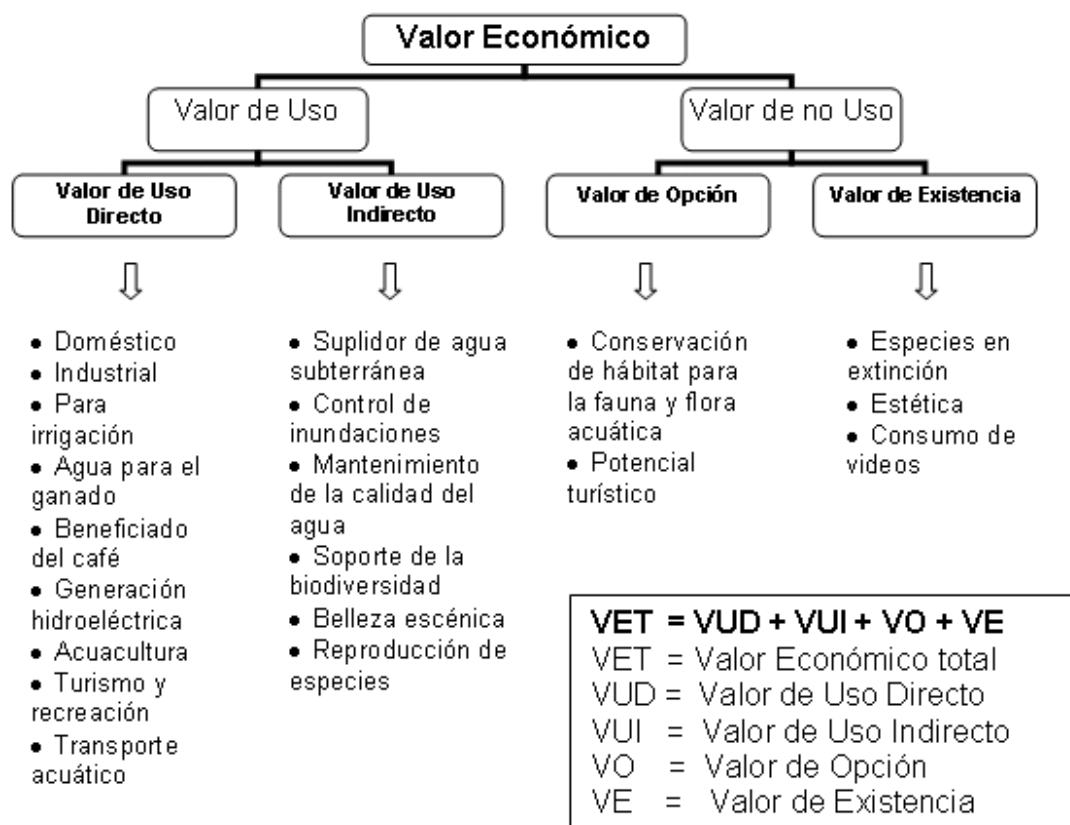 Valor Económico
Valor de Uso
Valor de no Uso
Valor de Uso
Directo
Valor de Uso
Indirecto
Valor de Opción
Valor de Existencia
• Doméstico
• Industrial
• Para
irrigación
• Agua para el
ganado
• Beneficiado
del café
• Generación
hidroeléctrica
• Acuacultura
• Turismo y
recreación
• Transporte
acuático
• Suplidor de agua
subterránea
• Control de
inundaciones
• Mantenimiento
de la calidad del
agua
• Soporte de la
biodiversidad
• Belleza escénica
• Reproducción de
especies
• Conservación
de hábitat para
la fauna y flora
acuática
• Potencial
turístico
• Especies en
extinción
• Estética
• Consumo de
videos
VET = VUD + VUI + VO + VE
VET = Valor Económico total
VUD = Valor de Uso Directo
VUI = Valor de Uso Indirecto
VO = Valor de Opción
VE = Valor de Existencia